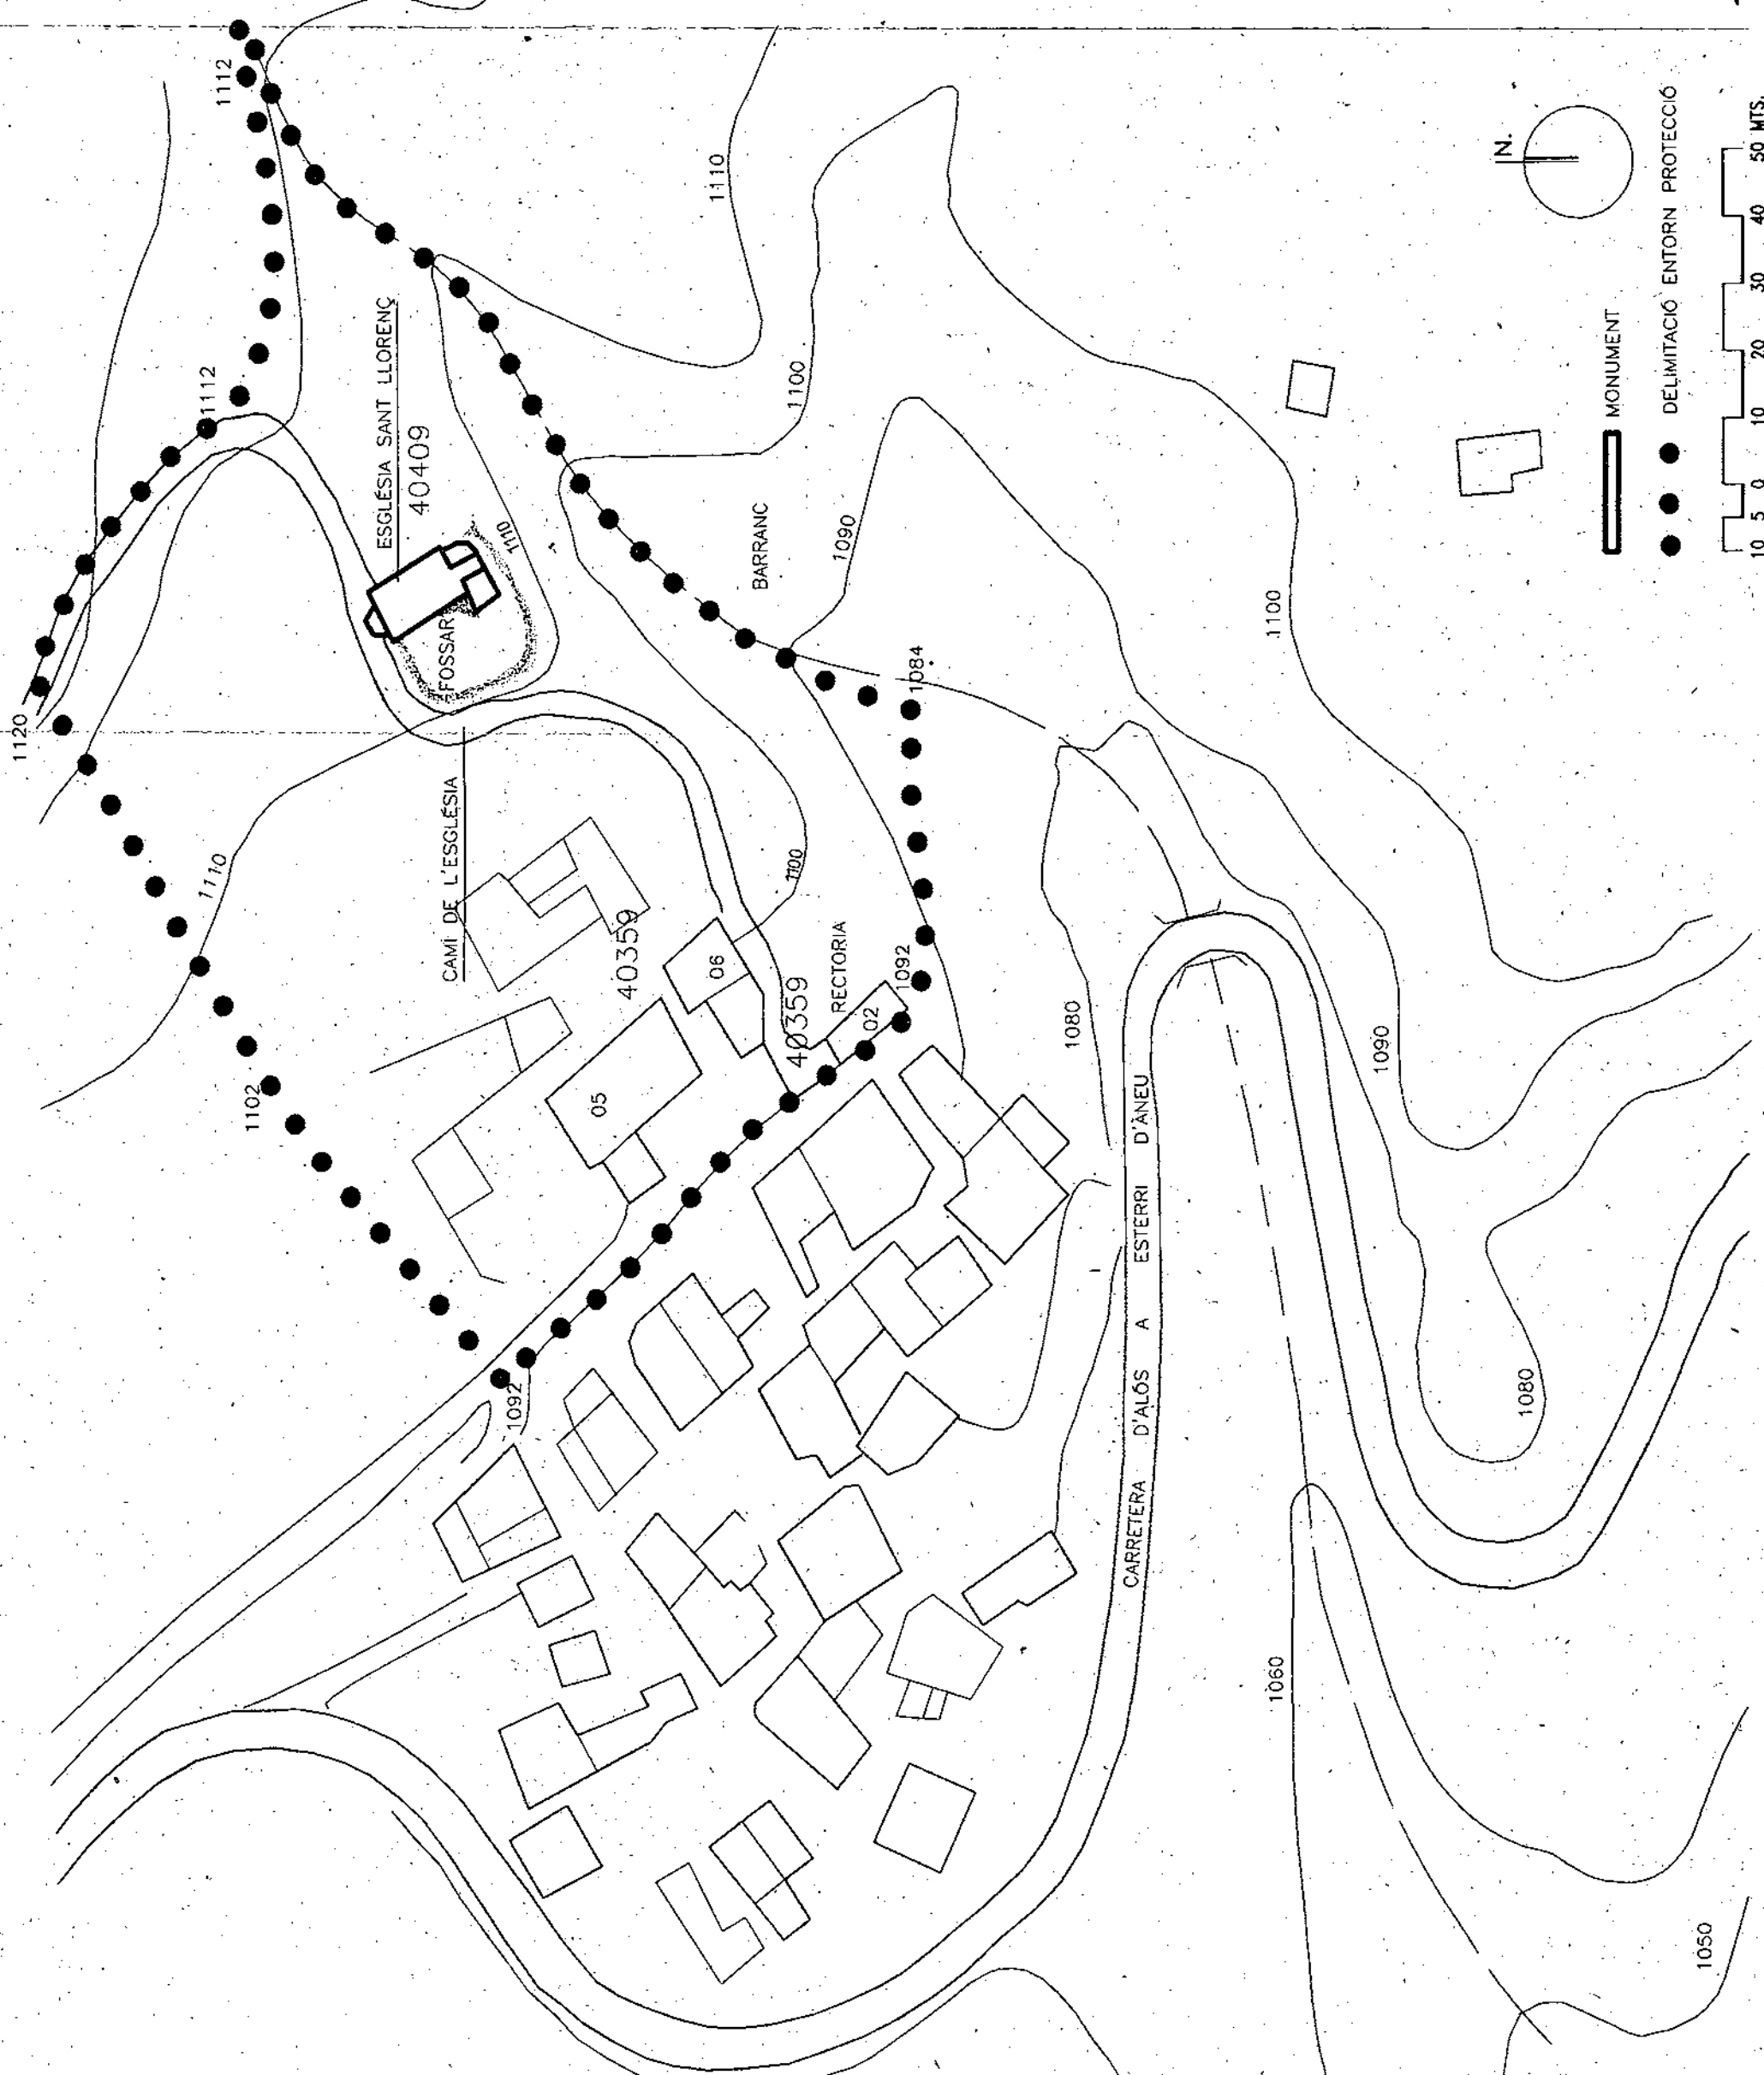 1120
1112
1112
1110
ESGLÉSIA SANT LLORENÇ
40409
1110
FOSSAR
CAMÍ DE L'ESGLÉSIA
1110
1102
1100
1100
BARRANC
1090
1084
40359
06
05
40359
RECTORIA
02
1092
1092
1100
1080
1090
1080
CARRETERA D'ALÓS A ESTERRI D'ÀNEU
1060
1050
N.
MONUMENT
DELIMITACIÓ ENTORN PROTECCIÓ
10 5 0 10 20 30 40 50 MTS.